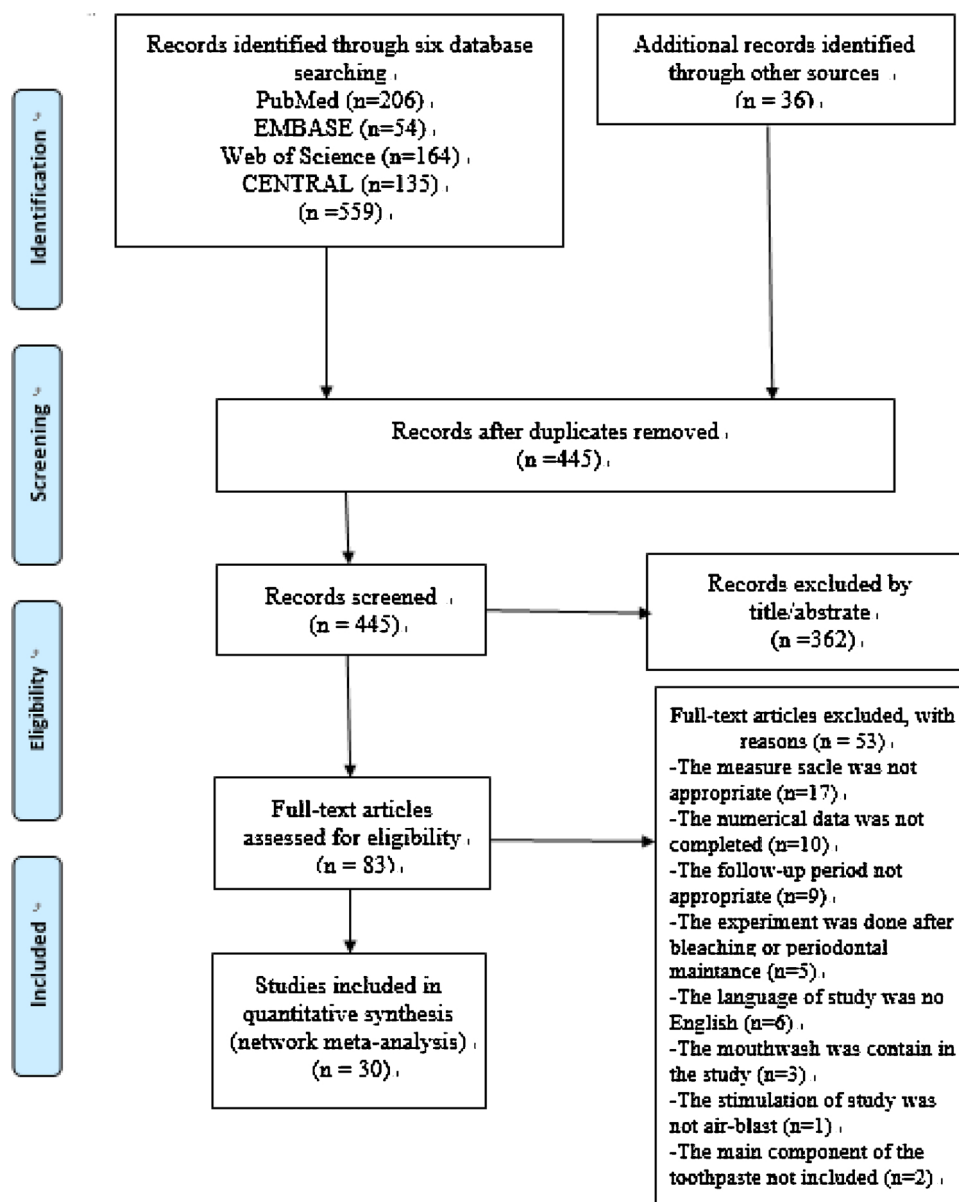 Records identified through six database
searching
PubMed (n=206)
EMBASE (n=54)
Web of Science (n=164)
CENTRAL (n=135)
(n =559)
Additional records identified
through other sources
(n = 36)
Identification
Records after duplicates removed
(n =445)
Screening
Records screened
(n = 445)
Records excluded by
title/abstrate
(n =362)
Eligibility
Full-text articles
assessed for eligibility
(n = 83)
Full-text articles excluded, with
reasons (n = 53)
-The measure sacle was not
appropriate (n=17)
-The numerical data was not
completed (n=10)
-The follow-up period not
appropriate (n=9)
-The experiment was done after
bleaching or periodontal
maintance (n=5)
-The language of study was no
English (n=6)
-The mouthwash was contain in
the study (n=3)
-The stimulation of study was
not air-blast (n=1)
-The main component of the
toothpaste not included (n=2)
Included
Studies included in
quantitative synthesis
(network meta-analysis)
(n = 30)